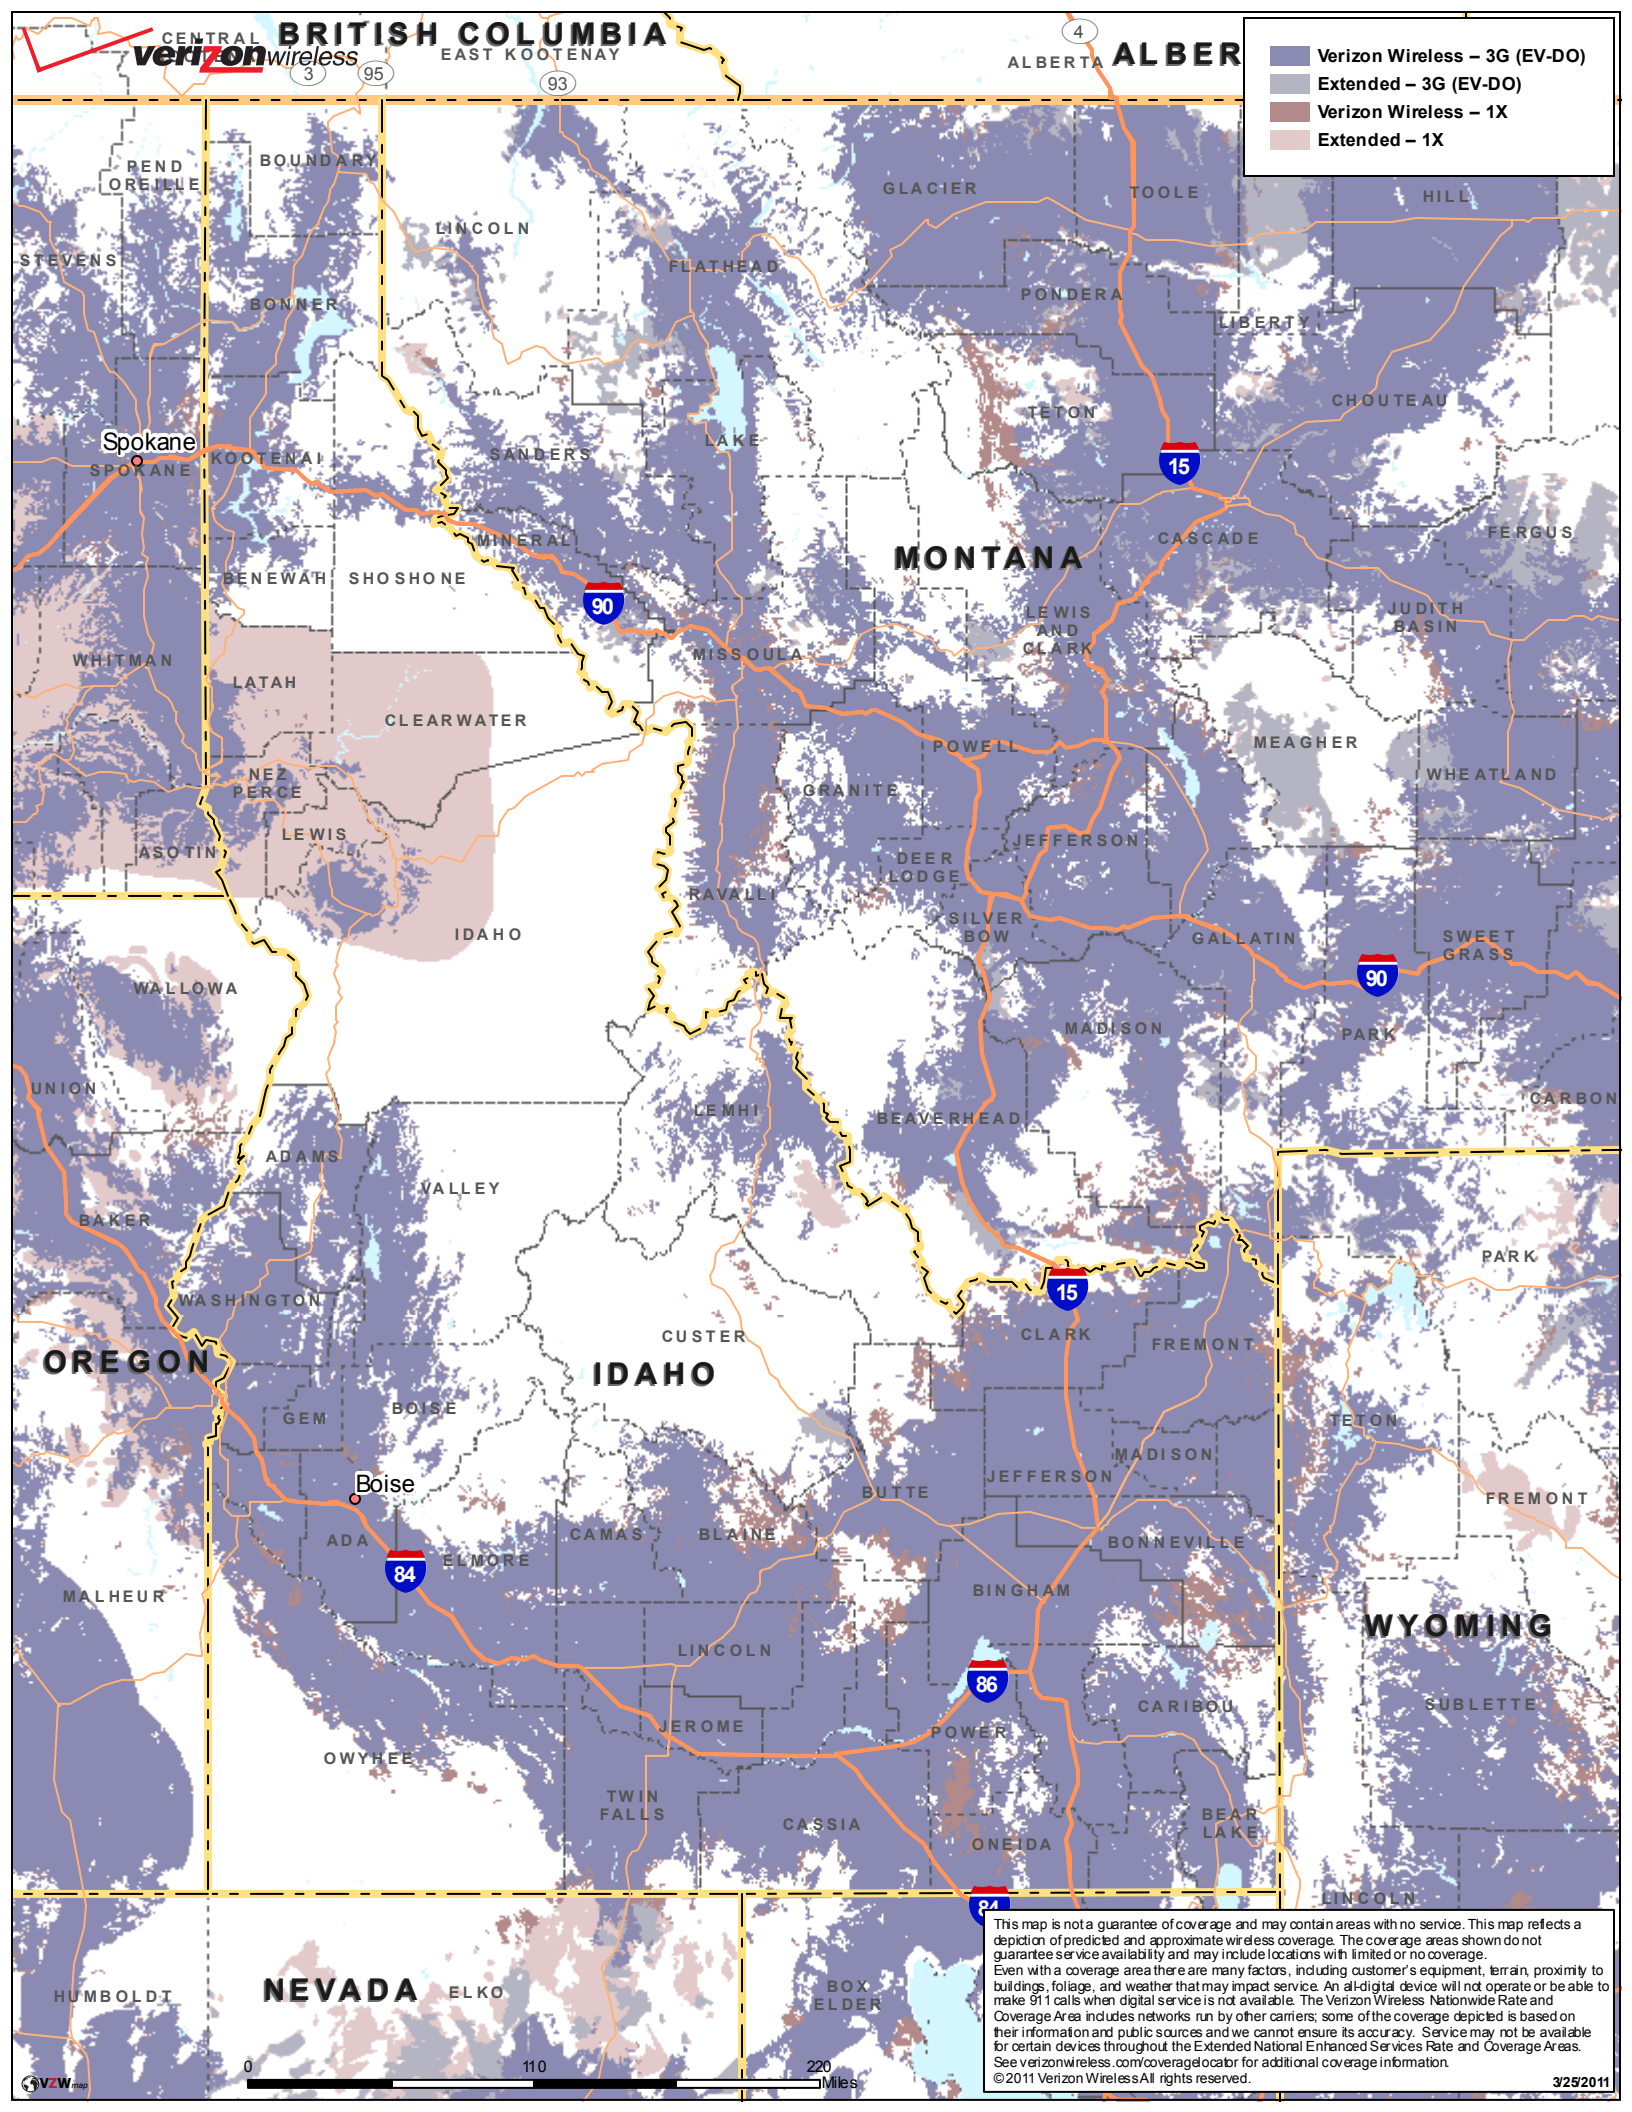 CENTRAL
BRITISH COLUMBIA
EAST KOOTENAY
verizonwireless
3
95
93
4
ALBERTA
ALBER
Verizon Wireless – 3G (EV-DO)
Extended – 3G (EV-DO)
Verizon Wireless – 1X
Extended – 1X
PEND
OREILLE
BOUNDARY
GLACIER
TOOLE
HILL
LINCOLN
STEVENS
FLATHEAD
BONNER
PONDERA
LIBERTY
CHOUTEAU
TETON
Spokane
SPOKANE
KOOTENAI
SANDERS
LAKE
15
MINERAL
MONTANA
CASCADE
FERGUS
BENEWAH
SHOSHONE
90
LEWIS
AND
CLARK
JUDITH
BASIN
WHITMAN
MISSOULA
LATAH
CLEARWATER
POWELL
MEAGHER
NEZ
PERCE
GRANITE
WHEATLAND
LEWIS
ASOTIN
JEFFERSON
DEER
LODGE
RAVALLI
SILVER
BOW
IDAHO
GALLATIN
SWEET
GRASS
90
WALLOWA
MADISON
PARK
UNION
LEMHI
BEAVERHEAD
CARBON
ADAMS
VALLEY
BAKER
PARK
15
WASHINGTON
CUSTER
CLARK
FREMONT
OREGON
IDAHO
GEM
BOISE
TETON
MADISON
JEFFERSON
Boise
BUTTE
FREMONT
ADA
CAMAS
BLAINE
BONNEVILLE
84
ELMORE
BINGHAM
MALHEUR
WYOMING
LINCOLN
86
CARIBOU
SUBLETTE
JEROME
POWER
OWYHEE
TWIN
FALLS
CASSIA
BEAR
LAKE
ONEIDA
LINCOLN
84
NEVADA
ELKO
HUMBOLDT
BOX
ELDER
0
110
220
Miles
VZWmap
This map is not a guarantee of coverage and may contain areas with no service. This map reflects a
depiction of predicted and approximate wireless coverage. The coverage areas shown do not
guarantee service availability and may include locations with limited or no coverage.
Even with a coverage area there are many factors, including customer's equipment, terrain, proximity to
buildings, foliage, and weather that may impact service. An all-digital device will not operate or be able to
make 911 calls when digital service is not available. The Verizon Wireless Nationwide Rate and
Coverage Area includes networks run by other carriers; some of the coverage depicted is based on
their information and public sources and we cannot ensure its accuracy. Service may not be available
for certain devices throughout the Extended National Enhanced Services Rate and Coverage Areas.
See verizonwireless.com/coveragelocator for additional coverage information.
© 2011 Verizon Wireless All rights reserved.
3/25/2011